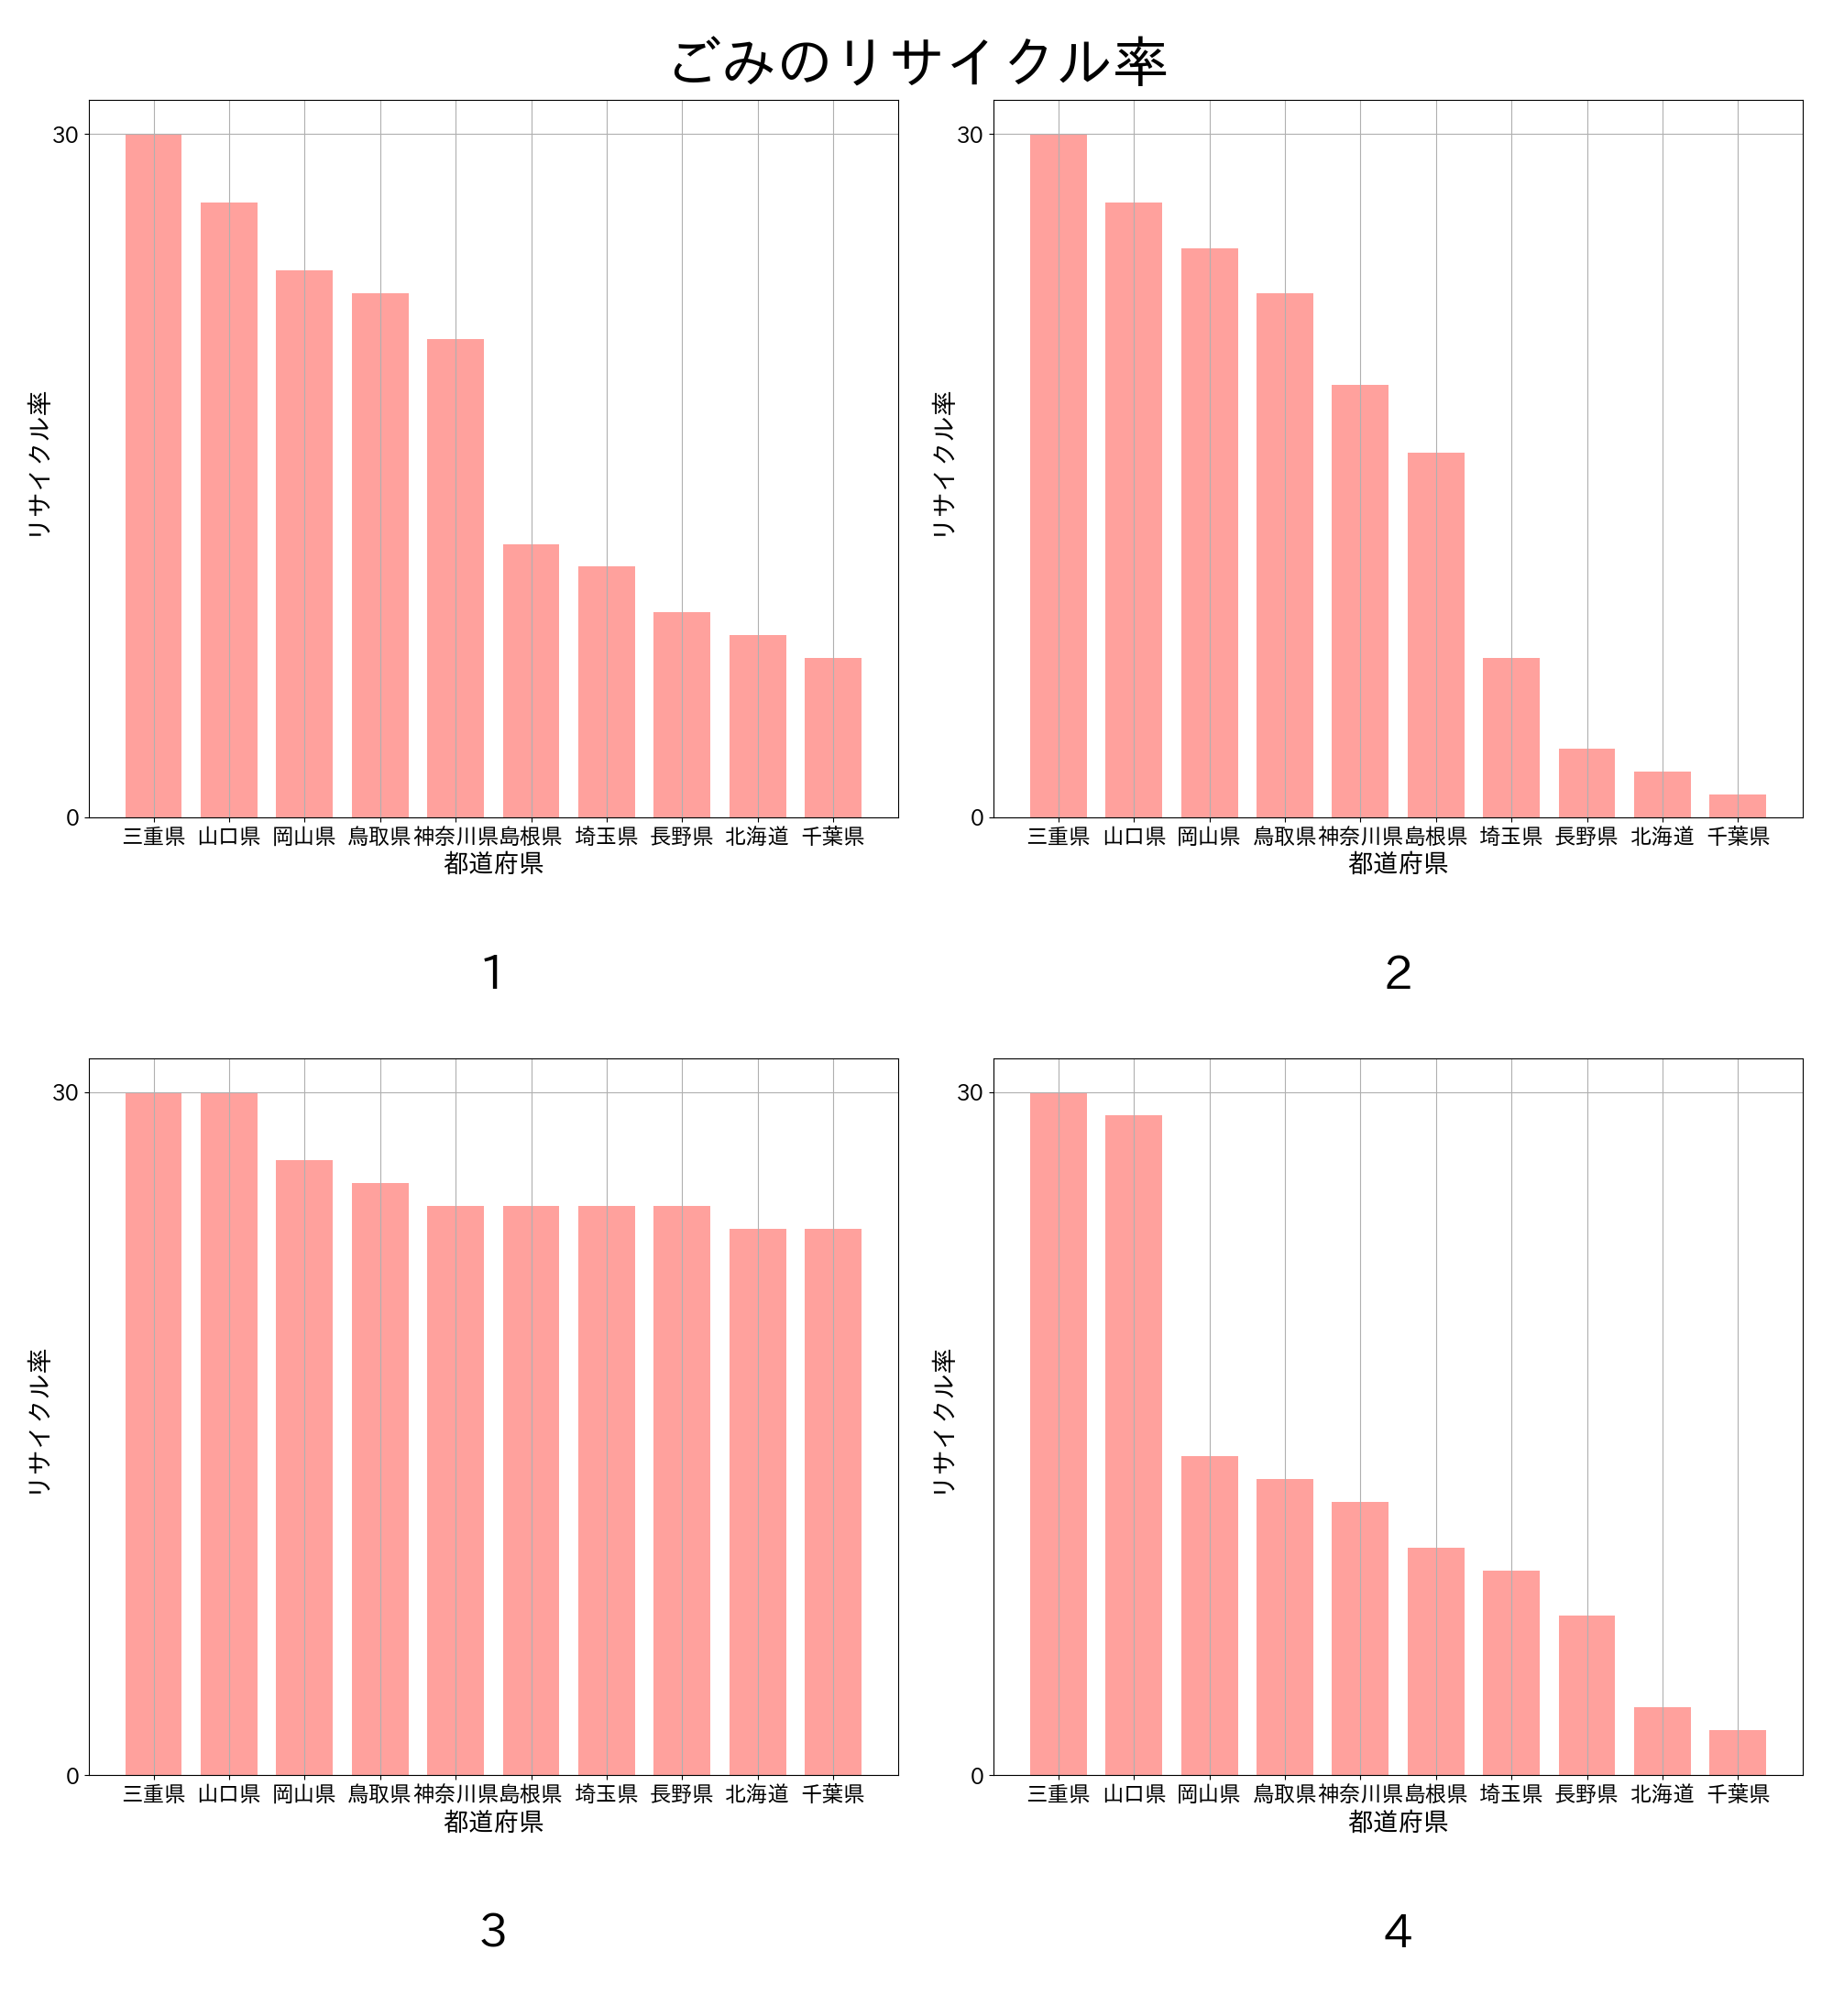 ごみのリサイクル率
30
0
リサイクル率
三重県 山口県 岡山県 鳥取県 神奈川県 島根県 埼玉県 長野県 北海道 千葉県
都道府県
1
30
0
リサイクル率
三重県 山口県 岡山県 鳥取県 神奈川県 島根県 埼玉県 長野県 北海道 千葉県
都道府県
2
30
0
リサイクル率
三重県 山口県 岡山県 鳥取県 神奈川県 島根県 埼玉県 長野県 北海道 千葉県
都道府県
3
30
0
リサイクル率
三重県 山口県 岡山県 鳥取県 神奈川県 島根県 埼玉県 長野県 北海道 千葉県
都道府県
4